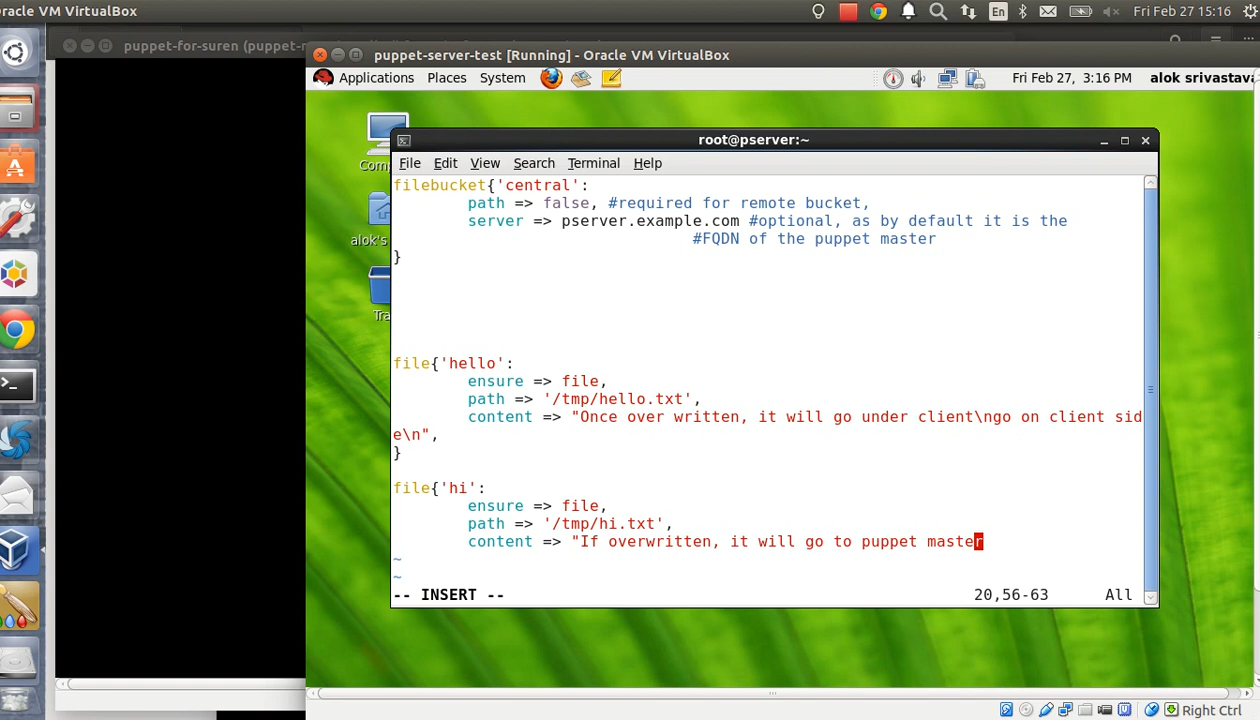 Oracle VM VirtualBox
En
Fri Feb 27 15:16
puppet-for-suren (puppet-
puppet-server-test [Running] - Oracle VM VirtualBox
Applications Places System
Fri Feb 27, 3:16 PM alok srivastava
root@pserver:~
File Edit View Search Terminal Help
filebucket{'central':
path => false, #required for remote bucket,
server => pserver.example.com #optional, as by default it is the
#FQDN of the puppet master
}
file{'hello':
ensure => file,
path => '/tmp/hello.txt',
content => "Once over written, it will go under client\ngo on client sid
e\n",
}
file{'hi':
ensure => file,
path => '/tmp/hi.txt',
content => "If overwritten, it will go to puppet master
~
~
-- INSERT -- 20,56-63 All
Comp
alok's
Tra
Right Ctrl